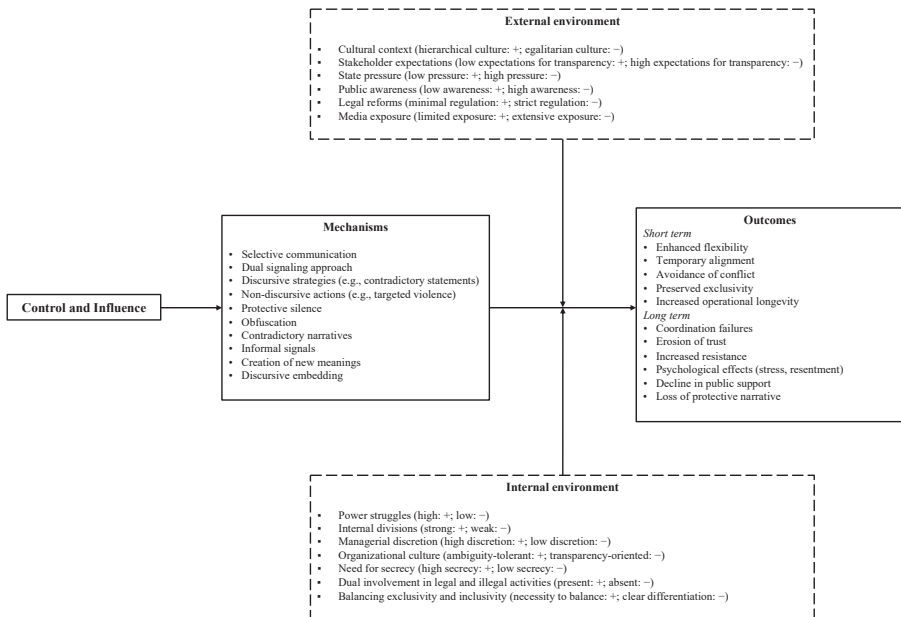 External environment
▪ Cultural context (hierarchical culture: +; egalitarian culture: −)
▪ Stakeholder expectations (low expectations for transparency: +; high expectations for transparency: −)
▪ State pressure (low pressure: +; high pressure: −)
▪ Public awareness (low awareness: +; high awareness: −)
▪ Legal reforms (minimal regulation: +; strict regulation: −)
▪ Media exposure (limited exposure: +; extensive exposure: −)
Control and Influence
Mechanisms
• Selective communication
• Dual signaling approach
• Discursive strategies (e.g., contradictory statements)
• Non-discursive actions (e.g., targeted violence)
• Protective silence
• Obfuscation
• Contradictory narratives
• Informal signals
• Creation of new meanings
• Discursive embedding
Outcomes
Short term
• Enhanced flexibility
• Temporary alignment
• Avoidance of conflict
• Preserved exclusivity
• Increased operational longevity
Long term
• Coordination failures
• Erosion of trust
• Increased resistance
• Psychological effects (stress, resentment)
• Decline in public support
• Loss of protective narrative
Internal environment
▪ Power struggles (high: +; low: −)
▪ Internal divisions (strong: +; weak: −)
▪ Managerial discretion (high discretion: +; low discretion: −)
▪ Organizational culture (ambiguity-tolerant: +; transparency-oriented: −)
▪ Need for secrecy (high secrecy: +; low secrecy: −)
▪ Dual involvement in legal and illegal activities (present: +; absent: −)
▪ Balancing exclusivity and inclusivity (necessity to balance: +; clear differentiation: −)